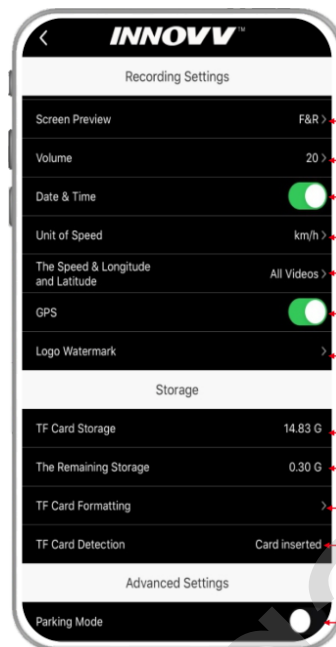 INNOVV™
Recording Settings
Screen Preview F&R >
Volume 20 >
Date & Time
Unit of Speed km/h >
The Speed & Longitude
and Latitude All Videos >
GPS
Logo Watermark >
Storage
TF Card Storage 14.83 G
The Remaining Storage 0.30 G
TF Card Formatting >
TF Card Detection Card inserted
Advanced Settings
Parking Mode